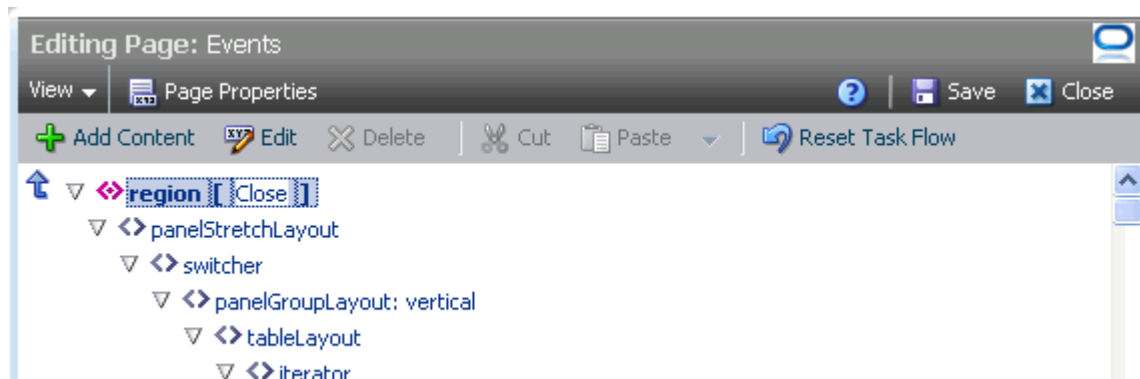 Editing Page: Events
View Page Properties ? Save Close
Add Content Edit Delete Cut Paste Reset Task Flow
region [ Close ]
panelStretchLayout
switcher
panelGroupLayout: vertical
tableLayout
iterator